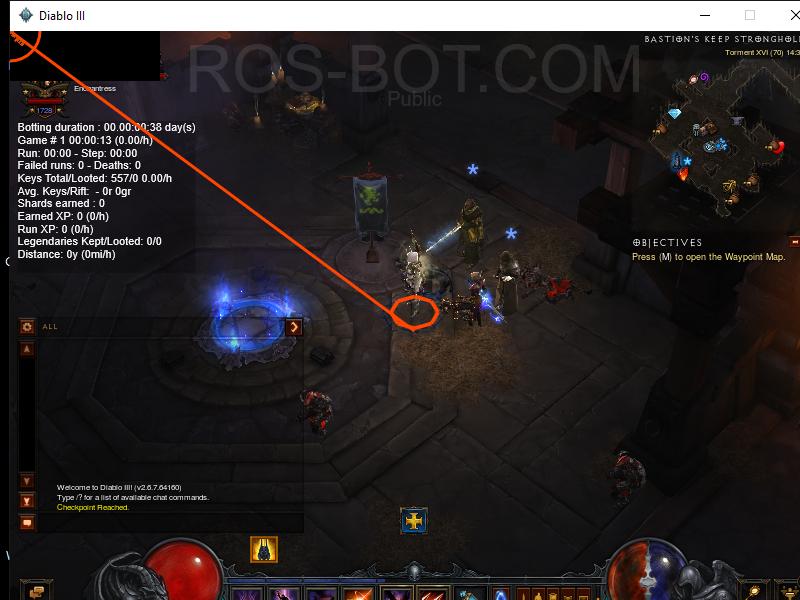 Diablo III
BASTION'S KEEP STRONGHOL
Torment XVI (70) 14:3
ROS-BOT.COM
Public
Enchantress
1728
Botting duration : 00.00:00:38 day(s)
Game # 1 00:00:13 (0.00/h)
Run: 00:00 - Step: 00:00
Failed runs: 0 - Deaths: 0
Keys Total/Looted: 557/0 0.00/h
Avg. Keys/Rift: - 0r 0gr
Shards earned : 0
Earned XP: 0 (0/h)
Run XP: 0 (0/h)
Legendaries Kept/Looted: 0/0
Distance: 0y (0mi/h)
OBJECTIVES
Press (M) to open the Waypoint Map.
ALL
Welcome to Diablo III! (v2.6.7.64160)
Type /? for a list of available chat commands.
Checkpoint Reached.